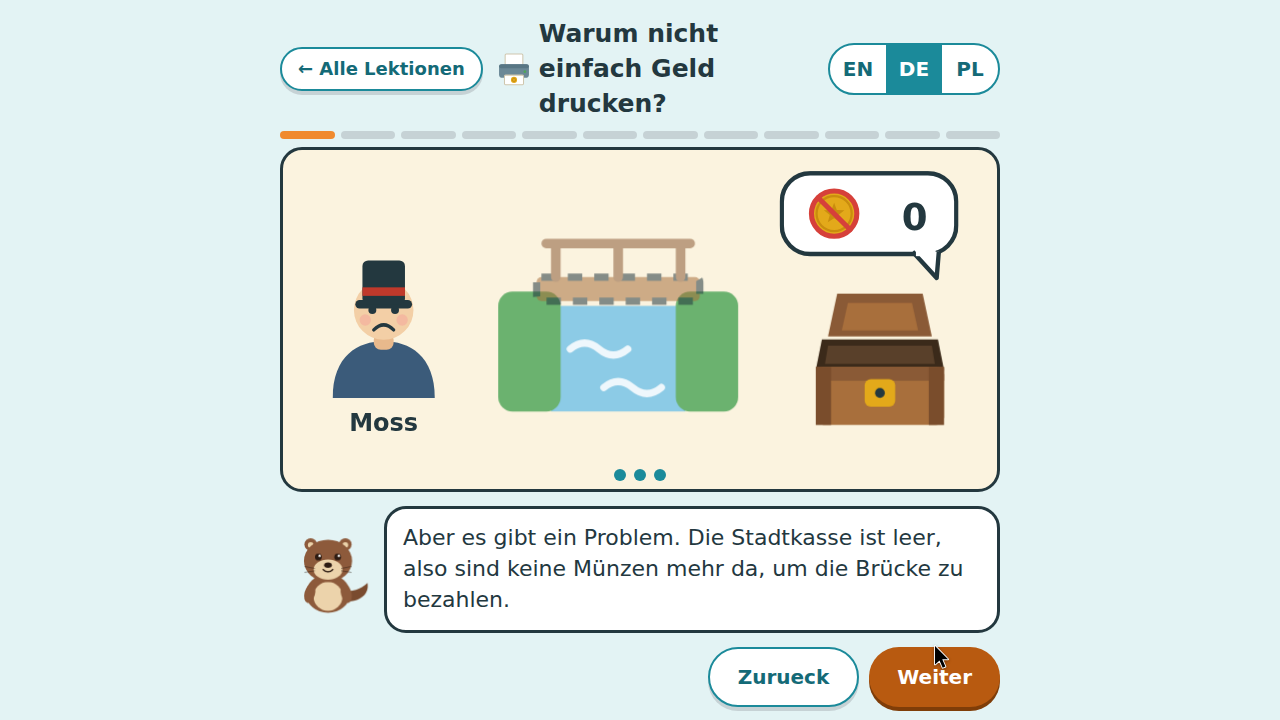 ← Alle Lektionen
Warum nicht
einfach Geld
drucken?
EN DE PL
0
Moss
Aber es gibt ein Problem. Die Stadtkasse ist leer,
also sind keine Münzen mehr da, um die Brücke zu
bezahlen.
Zurueck
Weiter